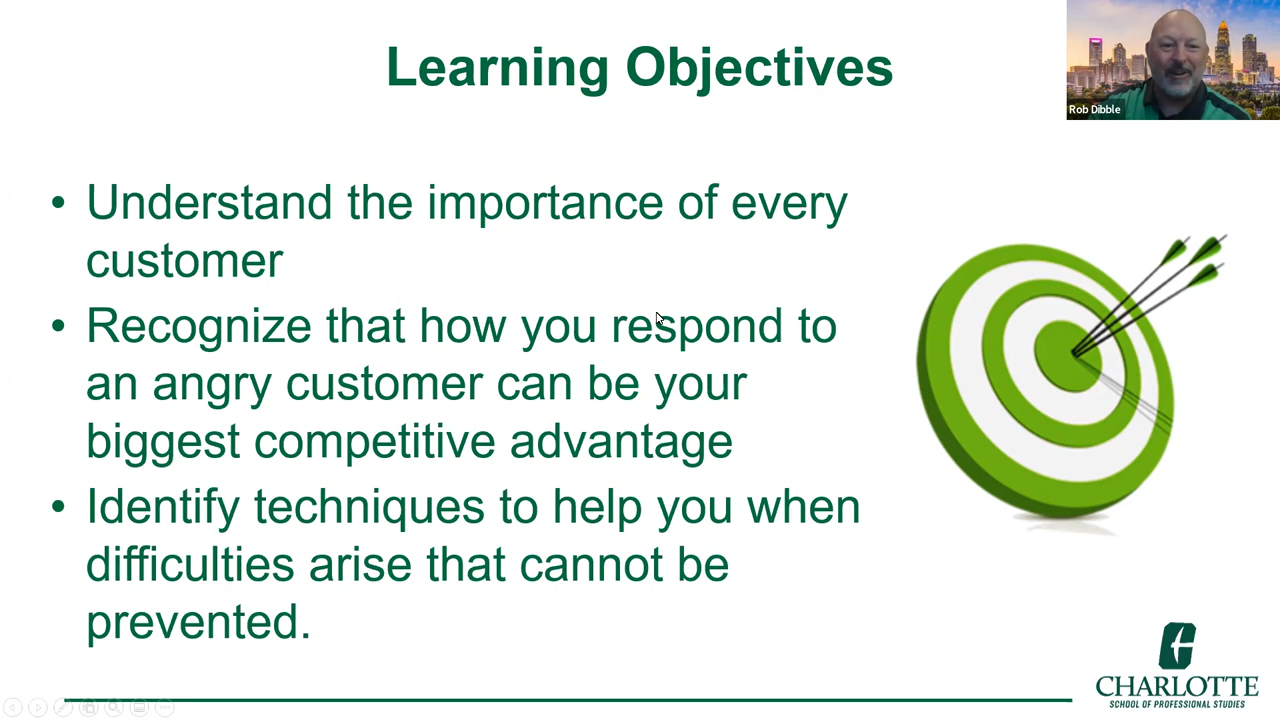 Learning Objectives
Rob Dibble
• Understand the importance of every
customer
• Recognize that how you respond to
an angry customer can be your
biggest competitive advantage
• Identify techniques to help you when
difficulties arise that cannot be
prevented.
CHARLOTTE
SCHOOL OF PROFESSIONAL STUDIES